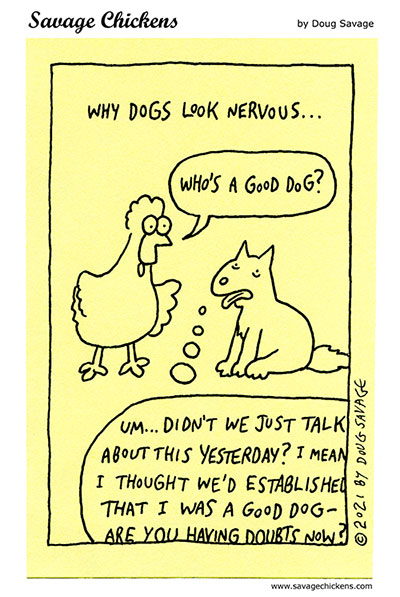 Savage Chickens
by Doug Savage
WHY DOGS LOOK NERVOUS...
WHO'S A GOOD DOG?
UM... DIDN'T WE JUST TALK
ABOUT THIS YESTERDAY? I MEAN
I THOUGHT WE'D ESTABLISHED
THAT I WAS A GOOD DOG-
ARE YOU HAVING DOUBTS NOW?
©2021 BY DOUG SAVAGE
www.savagechickens.com